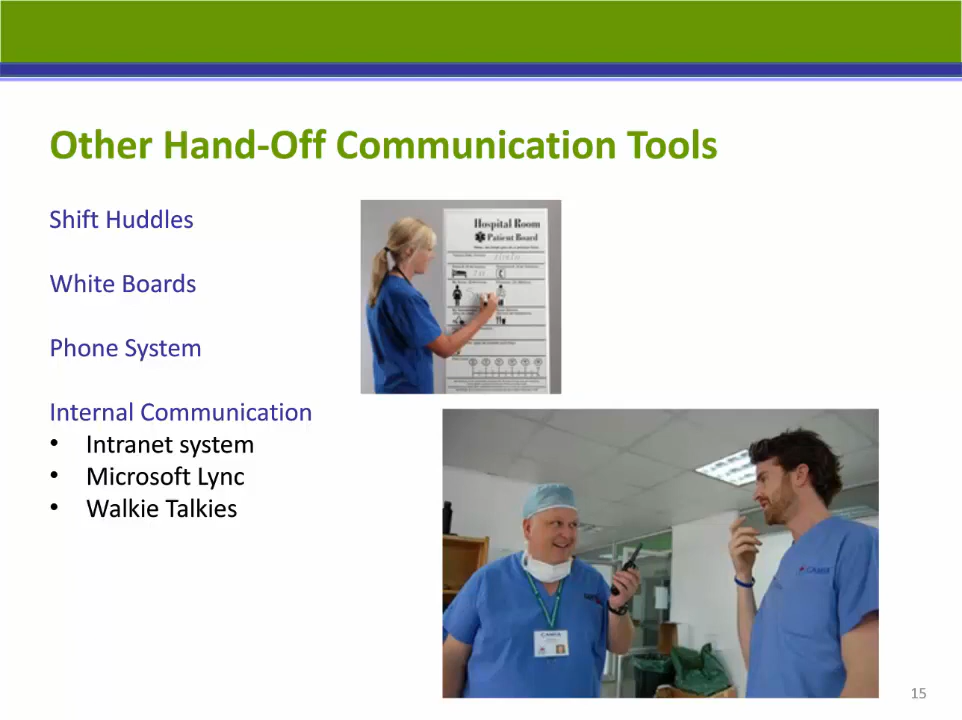 Other Hand-Off Communication Tools
Shift Huddles
White Boards
Phone System
Internal Communication
• Intranet system
• Microsoft Lync
• Walkie Talkies
Hospital Room
Patient Board
15